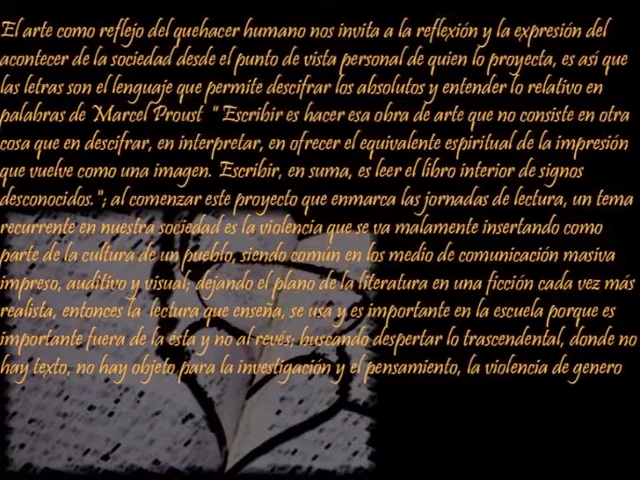 El arte como reflejo del quehacer humano nos invita a la reflexión y la expresión del
acontecer de la sociedad desde el punto de vista personal de quien lo proyecta, es así que
las letras son el lenguaje que permite descifrar los absolutos y entender lo relativo en
palabras de Marcel Proust " Escribir es hacer esa obra de arte que no consiste en otra
cosa que en descifrar, en interpretar, en ofrecer el equivalente espiritual de la impresión
que vuelve como una imagen. Escribir, en suma, es leer el libro interior de signos
desconocidos."; al comenzar este proyecto que enmarca las jornadas de lectura, un tema
recurrente en nuestra sociedad es la violencia que se va malamente insertando como
parte de la cultura de un pueblo, siendo común en los medio de comunicación masiva
impreso, auditivo y visual; dejando el plano de la literatura en una ficción cada vez más
realista, entonces la lectura que enseña, se usa y es importante en la escuela porque es
importante fuera de la esta y no al revés; buscando despertar lo trascendental, donde no
hay texto, no hay objeto para la investigación y el pensamiento, la violencia de genero